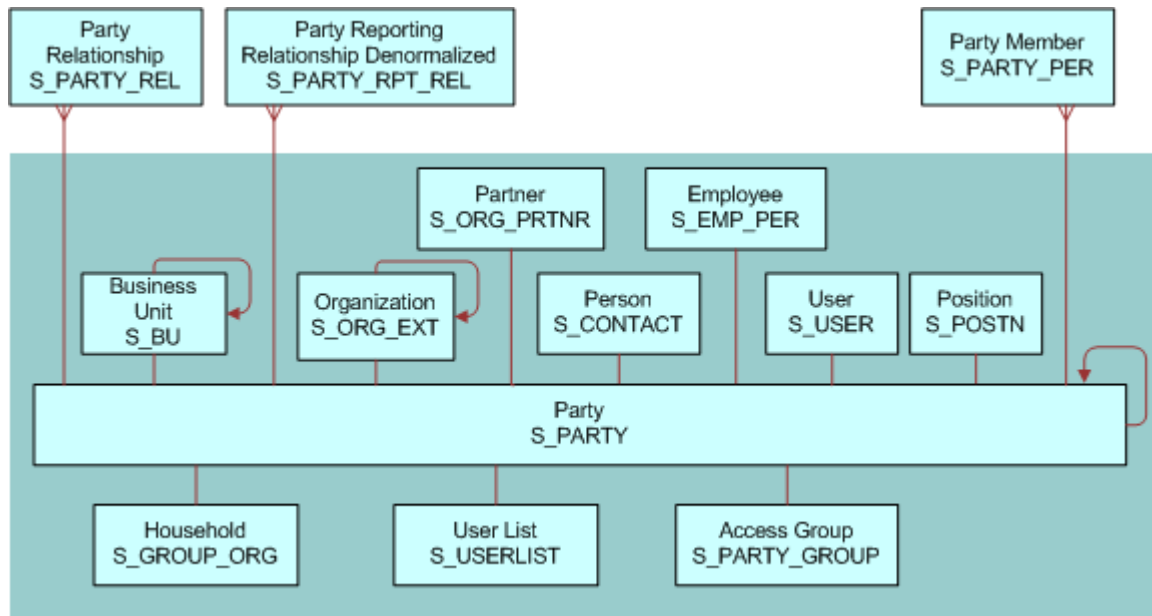 Party
Relationship
S_PARTY_REL
Party Reporting
Relationship Denormalized
S_PARTY_RPT_REL
Party Member
S_PARTY_PER
Partner
S_ORG_PRTNR
Employee
S_EMP_PER
Business
Unit
S_BU
Organization
S_ORG_EXT
Person
S_CONTACT
User
S_USER
Position
S_POSTN
Party
S_PARTY
Household
S_GROUP_ORG
User List
S_USERLIST
Access Group
S_PARTY_GROUP